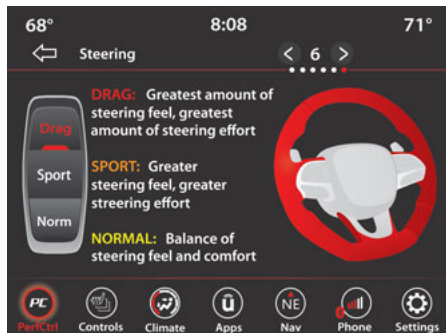 68° 8:08 71°
Steering < 6 >
DRAG: Greatest amount of
steering feel, greatest
amount of steering effort
Drag
SPORT: Greater
steering feel, greater
streering effort
Sport
Norm
NORMAL: Balance of
steering feel and comfort
PC
û
NE
PerfCtrl Controls Climate Apps Nav Phone Settings